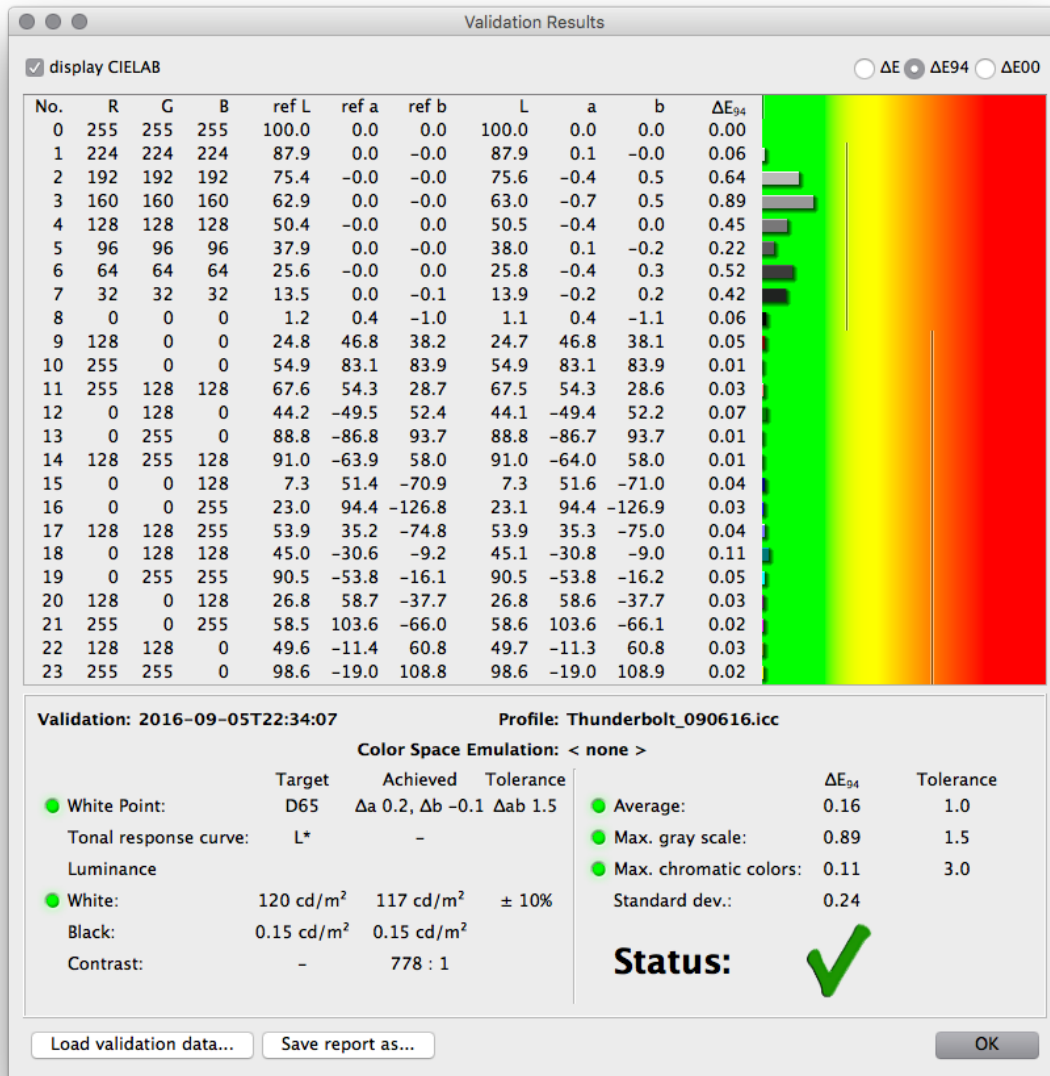 Validation Results
display CIELAB ΔE ΔE94 ΔE00
No. R G B ref L ref a ref b L a b ΔE94
0 255 255 255 100.0 0.0 0.0 100.0 0.0 0.0 0.00
1 224 224 224 87.9 0.0 -0.0 87.9 0.1 -0.0 0.06
2 192 192 192 75.4 -0.0 -0.0 75.6 -0.4 0.5 0.64
3 160 160 160 62.9 0.0 -0.0 63.0 -0.7 0.5 0.89
4 128 128 128 50.4 -0.0 0.0 50.5 -0.4 0.0 0.45
5 96 96 96 37.9 0.0 -0.0 38.0 0.1 -0.2 0.22
6 64 64 64 25.6 -0.0 0.0 25.8 -0.4 0.3 0.52
7 32 32 32 13.5 0.0 -0.1 13.9 -0.2 0.2 0.42
8 0 0 0 1.2 0.4 -1.0 1.1 0.4 -1.1 0.06
9 128 0 0 24.8 46.8 38.2 24.7 46.8 38.1 0.05
10 255 0 0 54.9 83.1 83.9 54.9 83.1 83.9 0.01
11 255 128 128 67.6 54.3 28.7 67.5 54.3 28.6 0.03
12 0 128 0 44.2 -49.5 52.4 44.1 -49.4 52.2 0.07
13 0 255 0 88.8 -86.8 93.7 88.8 -86.7 93.7 0.01
14 128 255 128 91.0 -63.9 58.0 91.0 -64.0 58.0 0.01
15 0 0 128 7.3 51.4 -70.9 7.3 51.6 -71.0 0.04
16 0 0 255 23.0 94.4 -126.8 23.1 94.4 -126.9 0.03
17 128 128 255 53.9 35.2 -74.8 53.9 35.3 -75.0 0.04
18 0 128 128 45.0 -30.6 -9.2 45.1 -30.8 -9.0 0.11
19 0 255 255 90.5 -53.8 -16.1 90.5 -53.8 -16.2 0.05
20 128 0 128 26.8 58.7 -37.7 26.8 58.6 -37.7 0.03
21 255 0 255 58.5 103.6 -66.0 58.6 103.6 -66.1 0.02
22 128 128 0 49.6 -11.4 60.8 49.7 -11.3 60.8 0.03
23 255 255 0 98.6 -19.0 108.8 98.6 -19.0 108.9 0.02
Validation: 2016-09-05T22:34:07 Profile: Thunderbolt_090616.icc
Color Space Emulation: < none >
Target Achieved Tolerance ΔE94 Tolerance
White Point: D65 Δa 0.2, Δb -0.1 Δab 1.5 Average: 0.16 1.0
Tonal response curve: L* - Max. gray scale: 0.89 1.5
Luminance Max. chromatic colors: 0.11 3.0
White: 120 cd/m² 117 cd/m² ± 10% Standard dev.: 0.24
Black: 0.15 cd/m² 0.15 cd/m²
Contrast: - 778 : 1 Status:
Load validation data... Save report as... OK